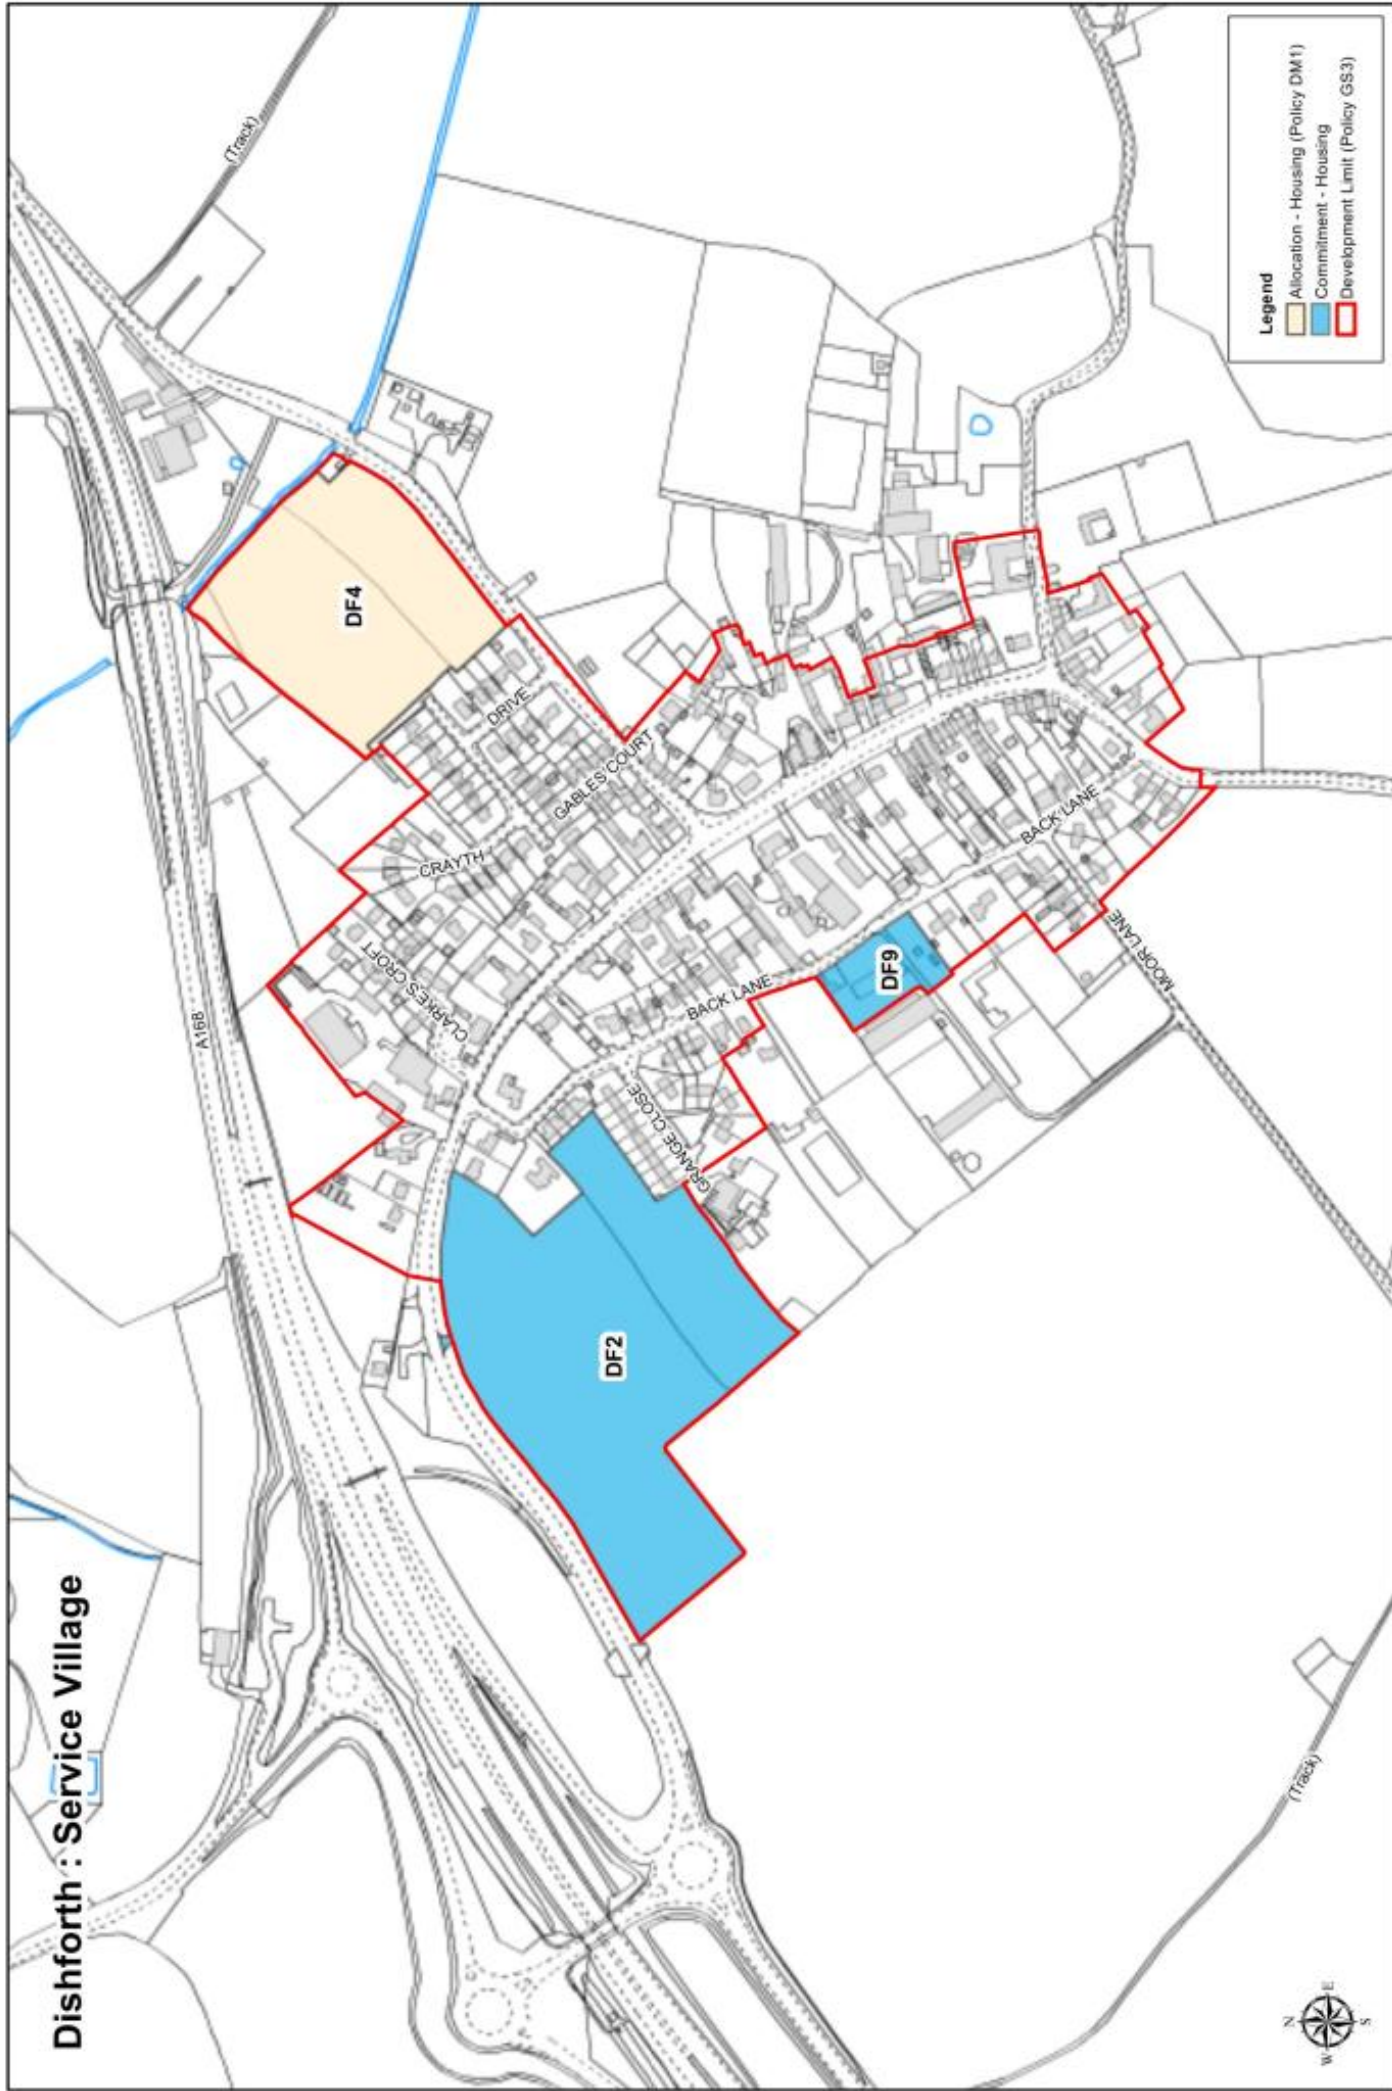 Dishforth : Service Village
(Track)
A168
DF4
DRIVE
GABLES COURT
CRAYTH
CLARKE'S CROFT
BACK LANE
GRANGE CLOSE
DF2
DF9
BACK LANE
MOOR LANE
(Track)
N
W
E
S
Legend
Allocation - Housing (Policy DM1)
Commitment - Housing
Development Limit (Policy GS3)